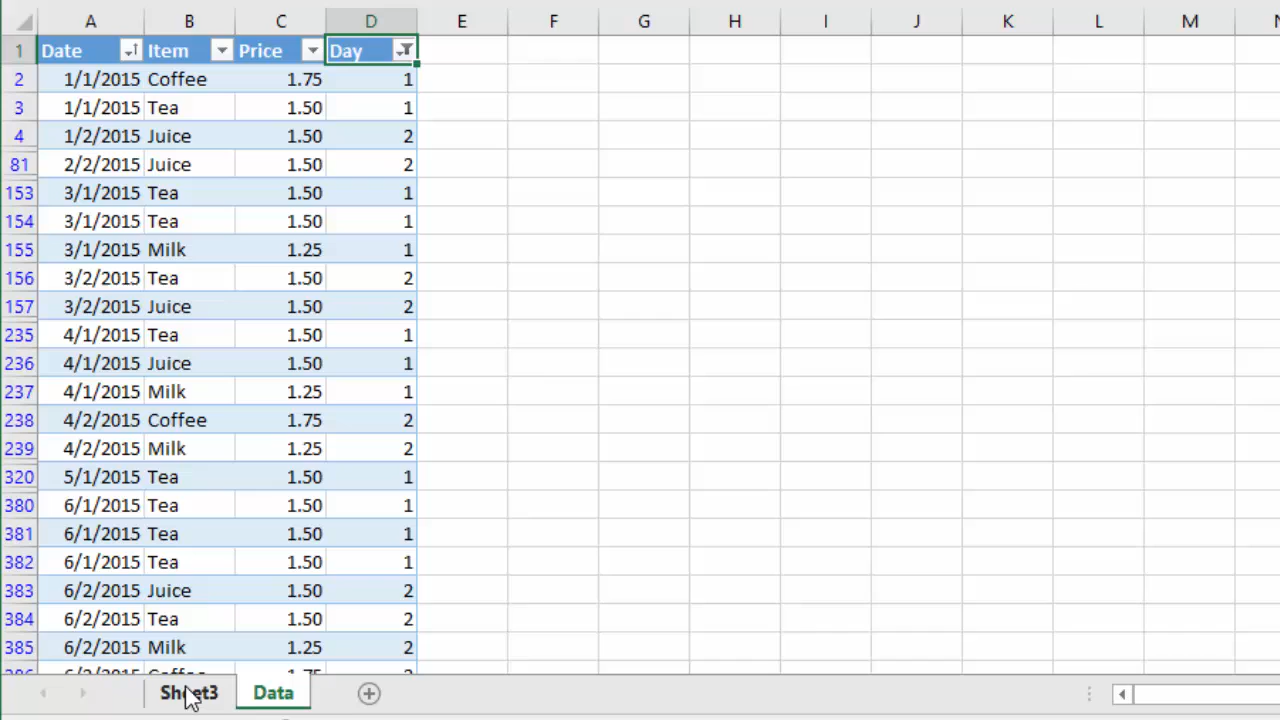 A B C D E F G H I J K L M
1 Date Item Price Day
2 1/1/2015 Coffee 1.75 1
3 1/1/2015 Tea 1.50 1
4 1/2/2015 Juice 1.50 2
81 2/2/2015 Juice 1.50 2
153 3/1/2015 Tea 1.50 1
154 3/1/2015 Tea 1.50 1
155 3/1/2015 Milk 1.25 1
156 3/2/2015 Tea 1.50 2
157 3/2/2015 Juice 1.50 2
235 4/1/2015 Tea 1.50 1
236 4/1/2015 Juice 1.50 1
237 4/1/2015 Milk 1.25 1
238 4/2/2015 Coffee 1.75 2
239 4/2/2015 Milk 1.25 2
320 5/1/2015 Tea 1.50 1
380 6/1/2015 Tea 1.50 1
381 6/1/2015 Tea 1.50 1
382 6/1/2015 Tea 1.50 1
383 6/2/2015 Juice 1.50 2
384 6/2/2015 Tea 1.50 2
385 6/2/2015 Milk 1.25 2
Sheet3 Data